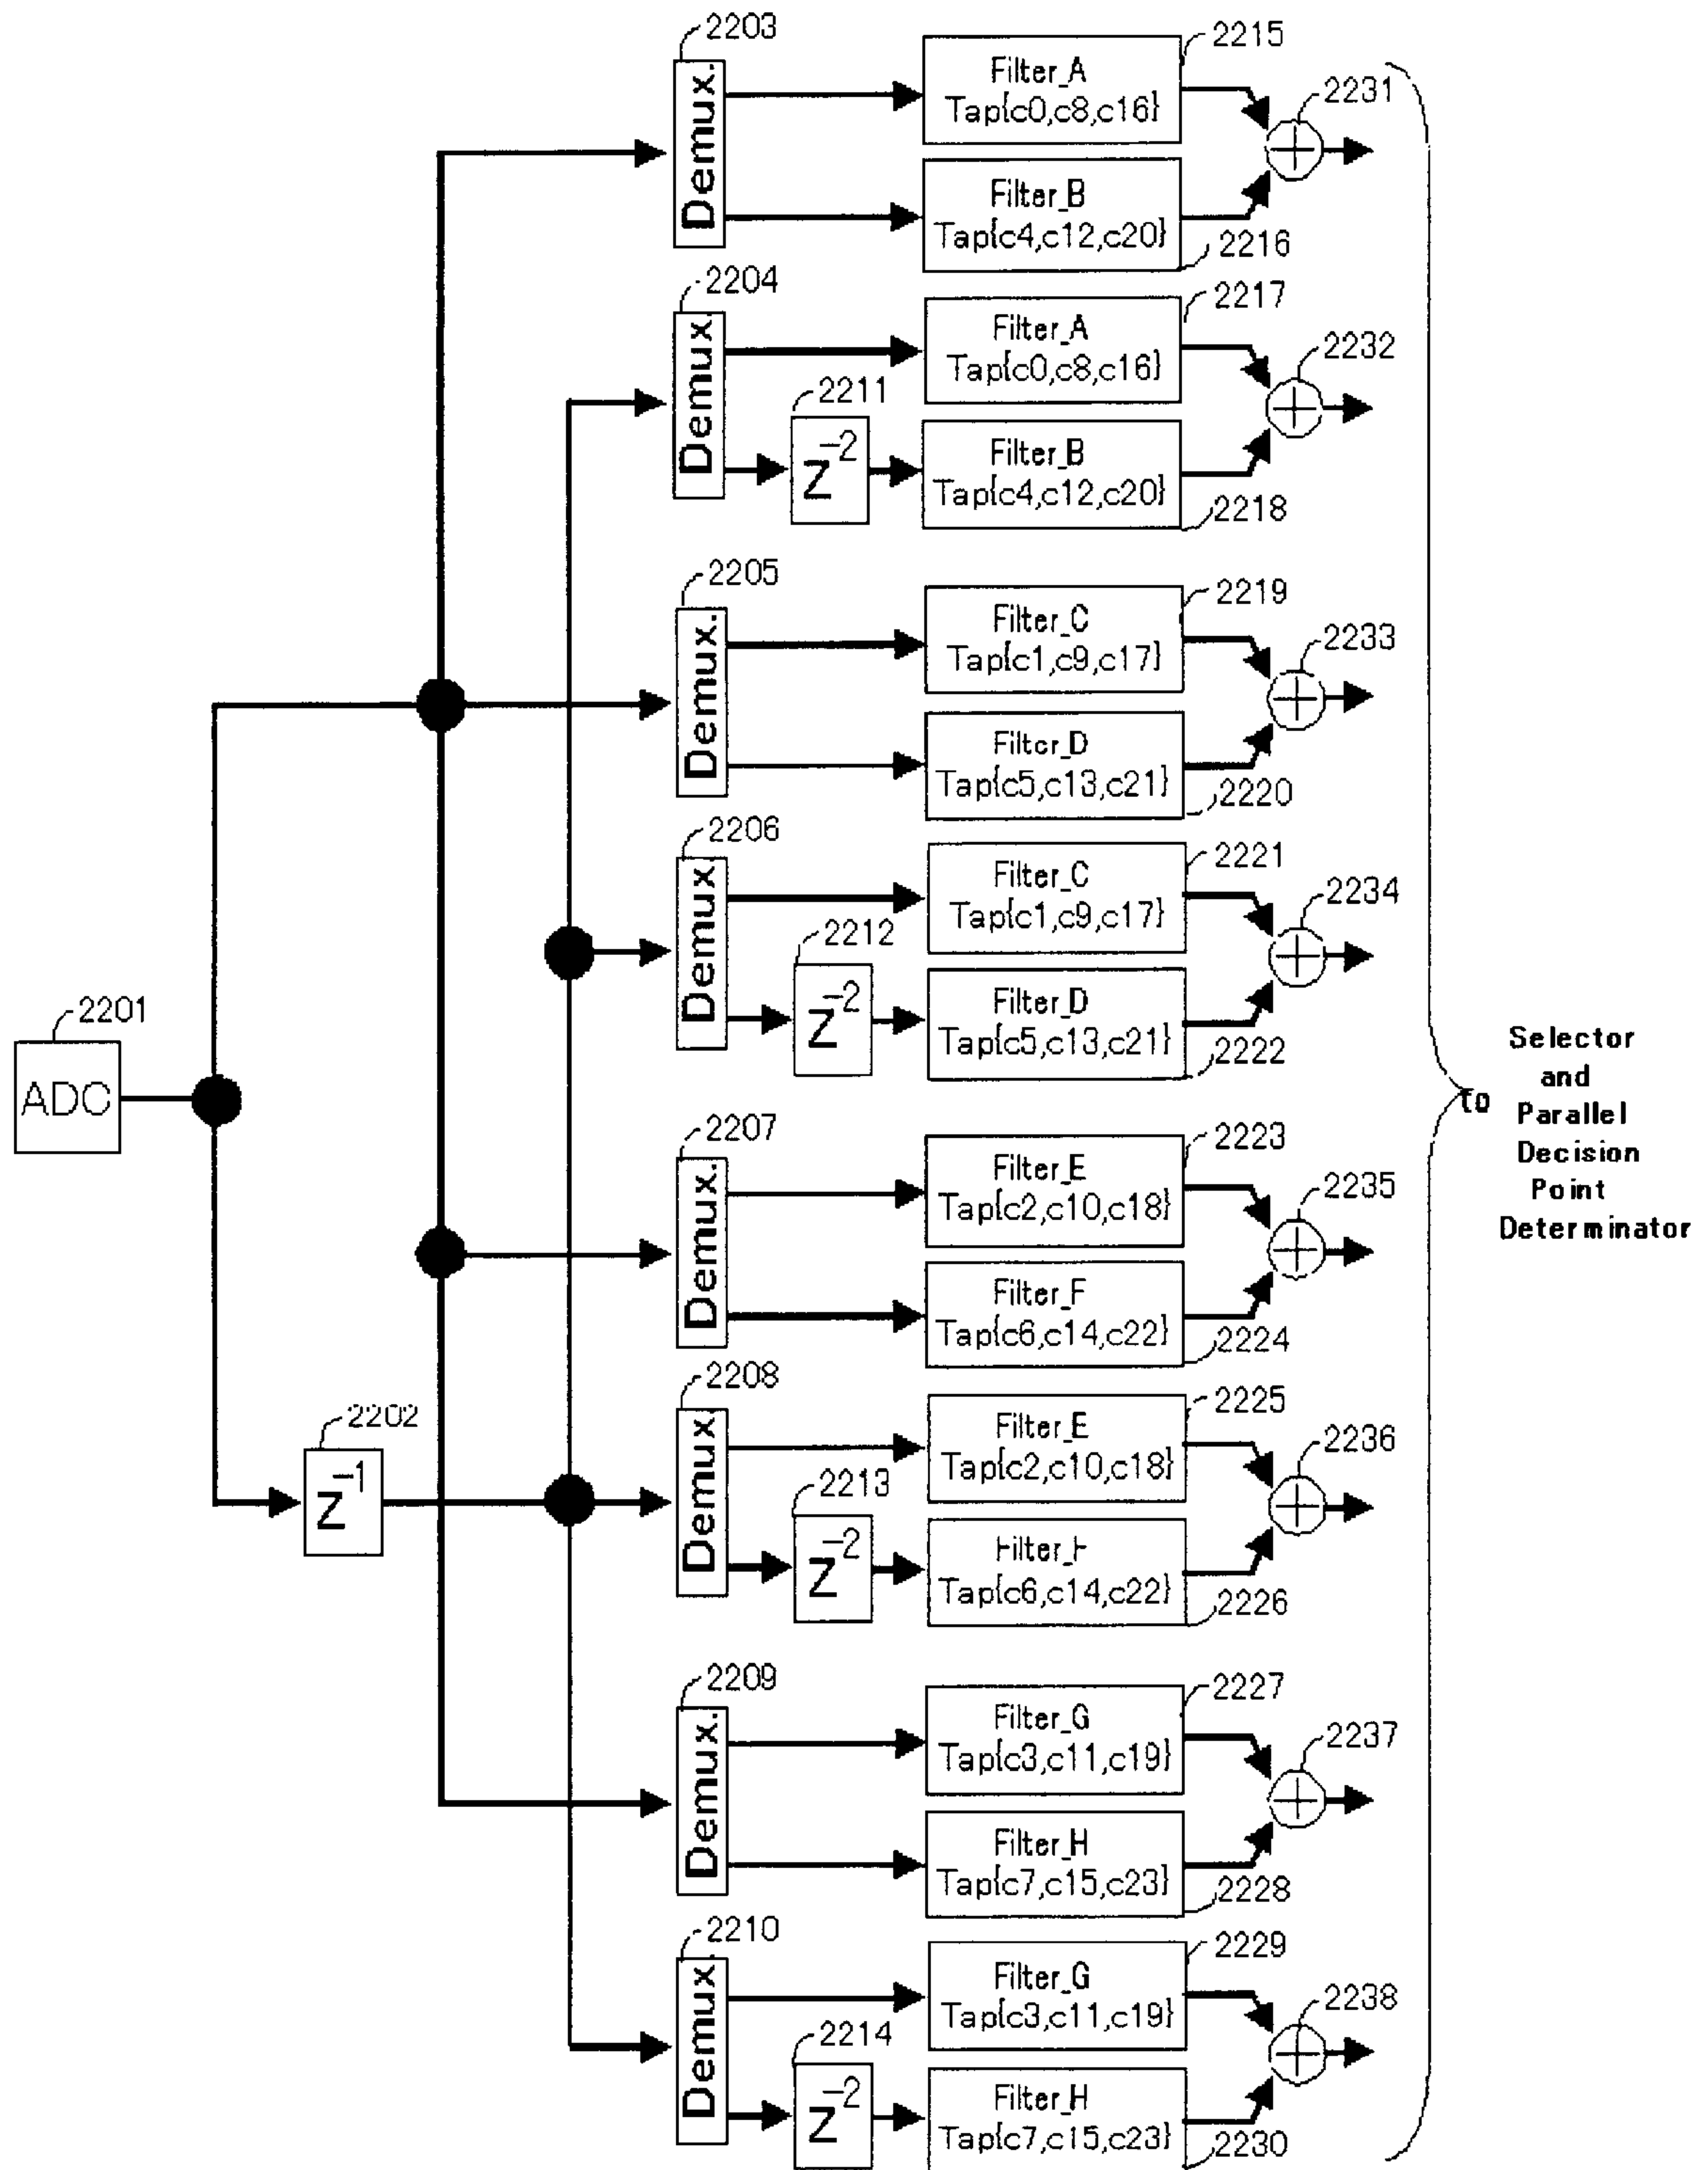 2203
Demux.
Filter_A
Tap{c0,c8,c16}
2215
Filter_B
Tap{c4,c12,c20}
2216
2231
2204
Demux.
Filter_A
Tap{c0,c8,c16}
2217
2211
Z-2
Filter_B
Tap{c4,c12,c20}
2218
2232
2205
Demux.
Filter_C
Tap{c1,c9,c17}
2219
Filter_D
Tap{c5,c13,c21}
2220
2233
2206
Demux.
Filter_C
Tap{c1,c9,c17}
2221
2212
Z-2
Filter_D
Tap{c5,c13,c21}
2222
2234
2201
ADC
to
Selector
and
Parallel
Decision
Point
Determinator
2207
Demux.
Filter_E
Tap{c2,c10,c18}
2223
Filter_F
Tap{c6,c14,c22}
2224
2235
2202
Z-1
2208
Demux.
Filter_E
Tap{c2,c10,c18}
2225
2213
Z-2
Filter_F
Tap{c6,c14,c22}
2226
2236
2209
Demux.
Filter_G
Tap{c3,c11,c19}
2227
Filter_H
Tap{c7,c15,c23}
2228
2237
2210
Demux.
Filter_G
Tap{c3,c11,c19}
2229
2214
Z-2
Filter_H
Tap{c7,c15,c23}
2230
2238